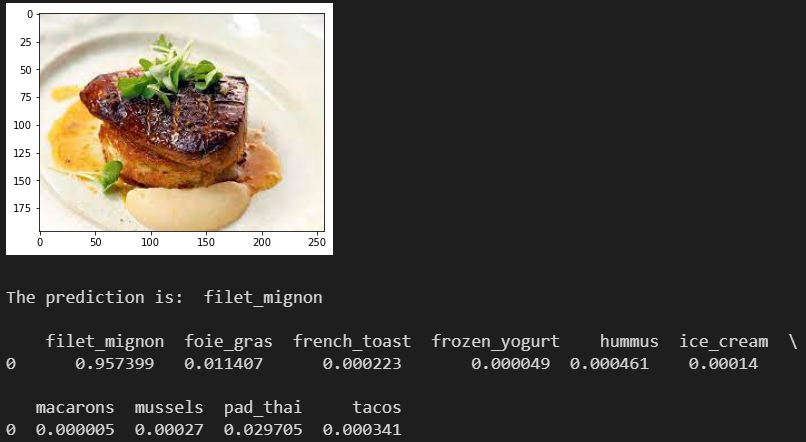 0
25
50
75
100
125
150
175
0 50 100 150 200 250
The prediction is: filet_mignon
filet_mignon foie_gras french_toast frozen_yogurt hummus ice_cream \
0 0.957399 0.011407 0.000223 0.000049 0.000461 0.00014
macarons mussels pad_thai tacos
0 0.000005 0.00027 0.029705 0.000341